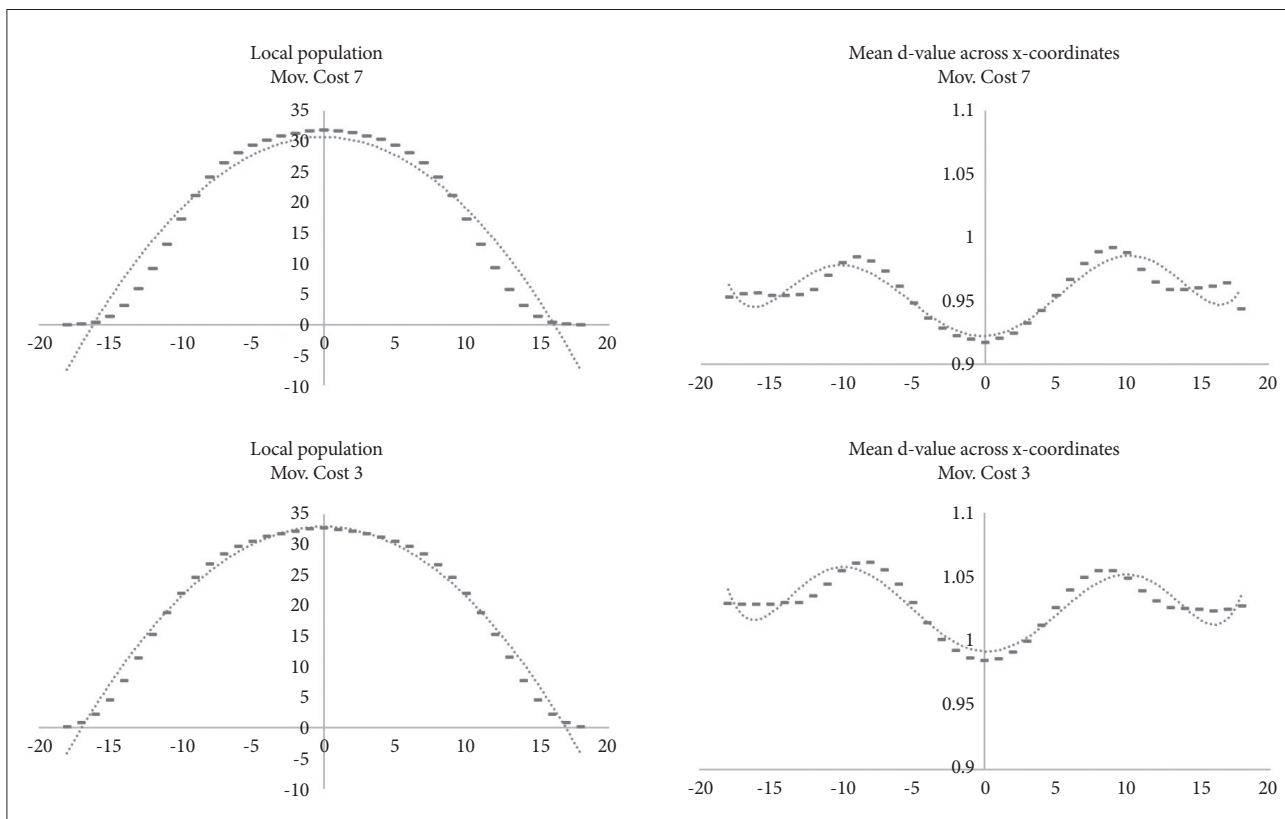 Local population
Mov. Cost 7
35
30
25
20
15
10
5
0
-5
-10
-20 -15 -10 -5 0 5 10 15 20
Mean d-value across x-coordinates
Mov. Cost 7
1.1
1.05
1
0.95
0.9
-20 -15 -10 -5 0 5 10 15 20
Local population
Mov. Cost 3
35
30
25
20
15
10
5
0
-5
-10
-20 -15 -10 -5 0 5 10 15 20
Mean d-value across x-coordinates
Mov. Cost 3
1.1
1.05
1
0.95
0.9
-20 -15 -10 -5 0 5 10 15 20